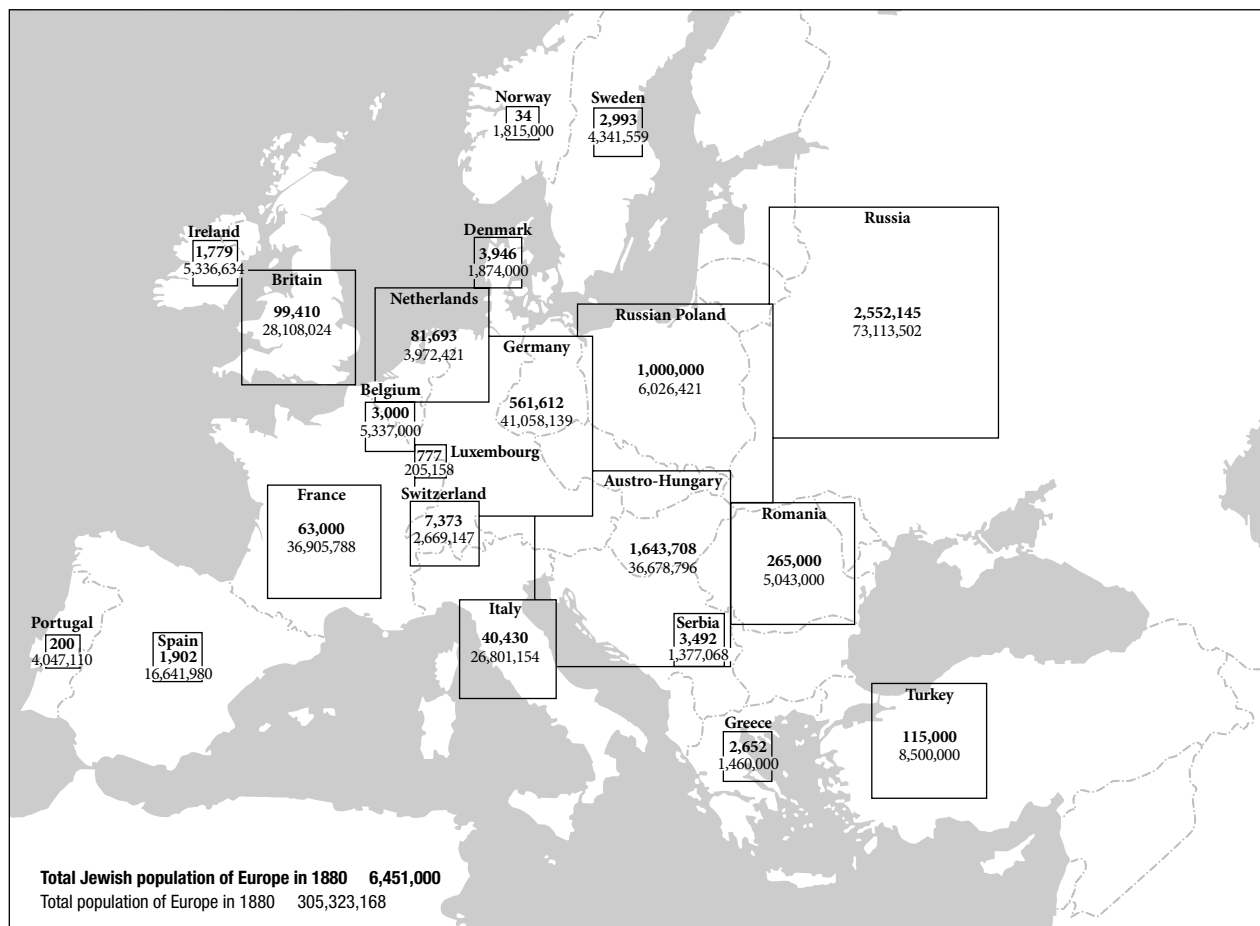 Norway
34
1,815,000
Sweden
2,993
4,341,559
Ireland
1,779
5,336,634
Britain
99,410
28,108,024
Denmark
3,946
1,874,000
Netherlands
81,693
3,972,421
Russia
2,552,145
73,113,502
Russian Poland
1,000,000
6,026,421
Germany
561,612
41,058,139
Belgium
3,000
5,337,000
777 Luxembourg
205,158
France
63,000
36,905,788
Switzerland
7,373
2,669,147
Austro-Hungary
1,643,708
36,678,796
Romania
265,000
5,043,000
Portugal
200
4,047,110
Spain
1,902
16,641,980
Italy
40,430
26,801,154
Serbia
3,492
1,377,068
Greece
2,652
1,460,000
Turkey
115,000
8,500,000
Total Jewish population of Europe in 1880 6,451,000
Total population of Europe in 1880 305,323,168